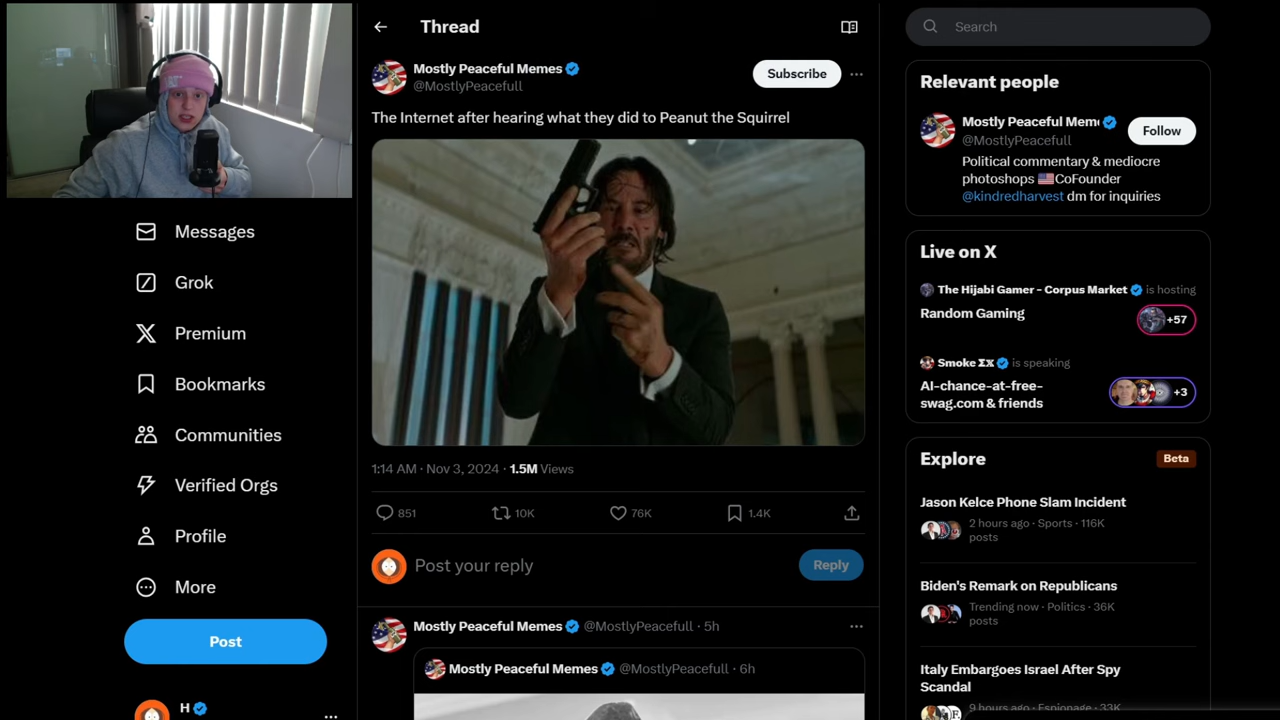 Messages
Grok
Premium
Bookmarks
Communities
Verified Orgs
Profile
More
Post
H
Thread
Mostly Peaceful Memes
@MostlyPeacefull
Subscribe
The Internet after hearing what they did to Peanut the Squirrel
1:14 AM · Nov 3, 2024 · 1.5M Views
851
10K
76K
1.4K
Post your reply
Reply
Mostly Peaceful Memes @MostlyPeacefull · 5h
Mostly Peaceful Memes @MostlyPeacefull · 6h
Search
Relevant people
Mostly Peaceful Mem
@MostlyPeacefull
Follow
Political commentary & mediocre
photoshops 🇺🇸CoFounder
@kindredharvest dm for inquiries
Live on X
The Hijabi Gamer - Corpus Market is hosting
Random Gaming
+57
Smoke ΣX is speaking
AI-chance-at-free-
swag.com & friends
+3
Explore
Beta
Jason Kelce Phone Slam Incident
2 hours ago · Sports · 116K
posts
Biden's Remark on Republicans
Trending now · Politics · 36K
posts
Italy Embargoes Israel After Spy
Scandal
9 hours ago · Espionage · 33K